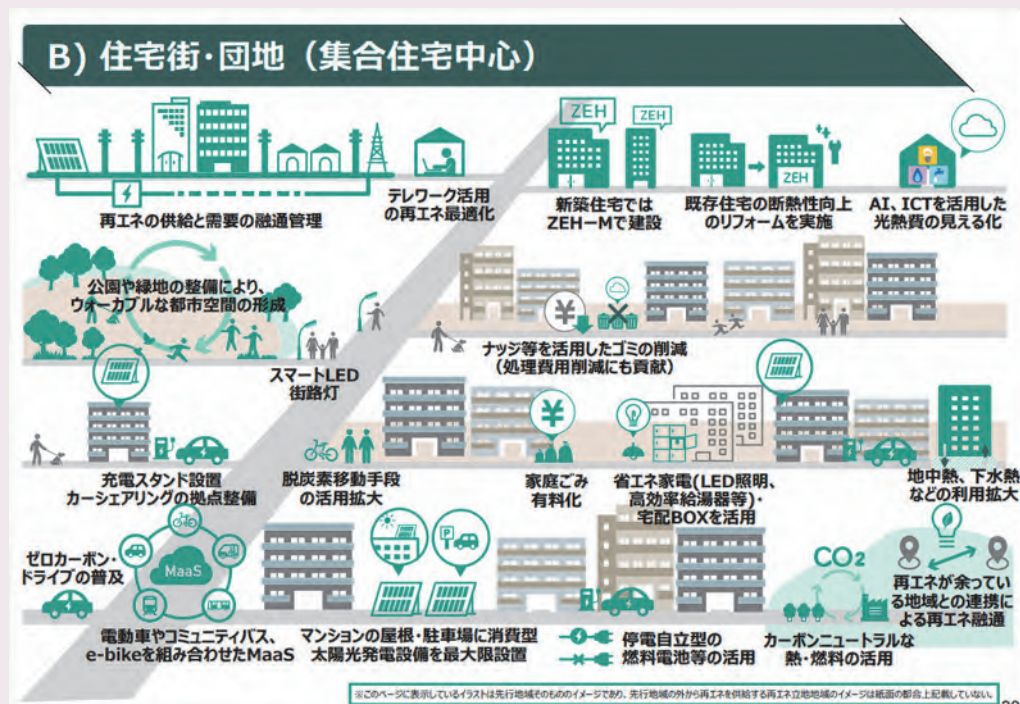 B) 住宅街・団地（集合住宅中心）
ZEH
ZEH
ZEH
再エネの供給と需要の融通管理
テレワーク活用
の再エネ最適化
新築住宅では
ZEHーMで建設
既存住宅の断熱性向上
のリフォームを実施
AI、ICTを活用した
光熱費の見える化
公園や緑地の整備により、
ウォーカブルな都市空間の形成
スマートLED
街路灯
¥
ナッジ等を活用したゴミの削減
（処理費用削減にも貢献）
充電スタンド設置
カーシェアリングの拠点整備
脱炭素移動手段
の活用拡大
¥
家庭ごみ
有料化
省エネ家電(LED照明、
高効率給湯器等)・
宅配BOXを活用
地中熱、下水熱
などの利用拡大
ゼロカーボン・
ドライブの普及
MaaS
電動車やコミュニティバス、
e-bikeを組み合わせたMaaS
P
マンションの屋根・駐車場に消費型
太陽光発電設備を最大限設置
停電自立型の
燃料電池等の活用
CO2
カーボンニュートラルな
熱・燃料の活用
再エネが余ってい
る地域との連携に
よる再エネ融通
※このページに表示しているイラストは先行地域そのもののイメージであり、先行地域の外から再エネを供給する再エネ立地地域のイメージは紙面の都合上記載していない。